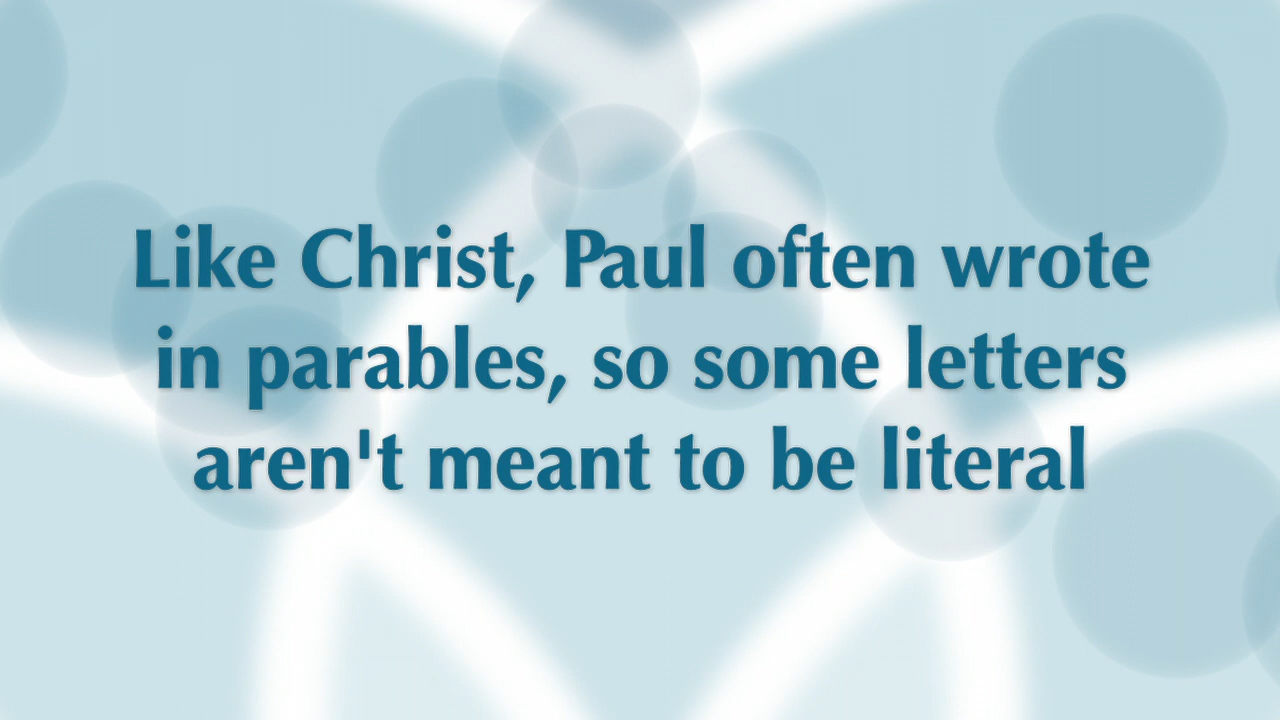 Like Christ, Paul often wrote
in parables, so some letters
aren't meant to be literal